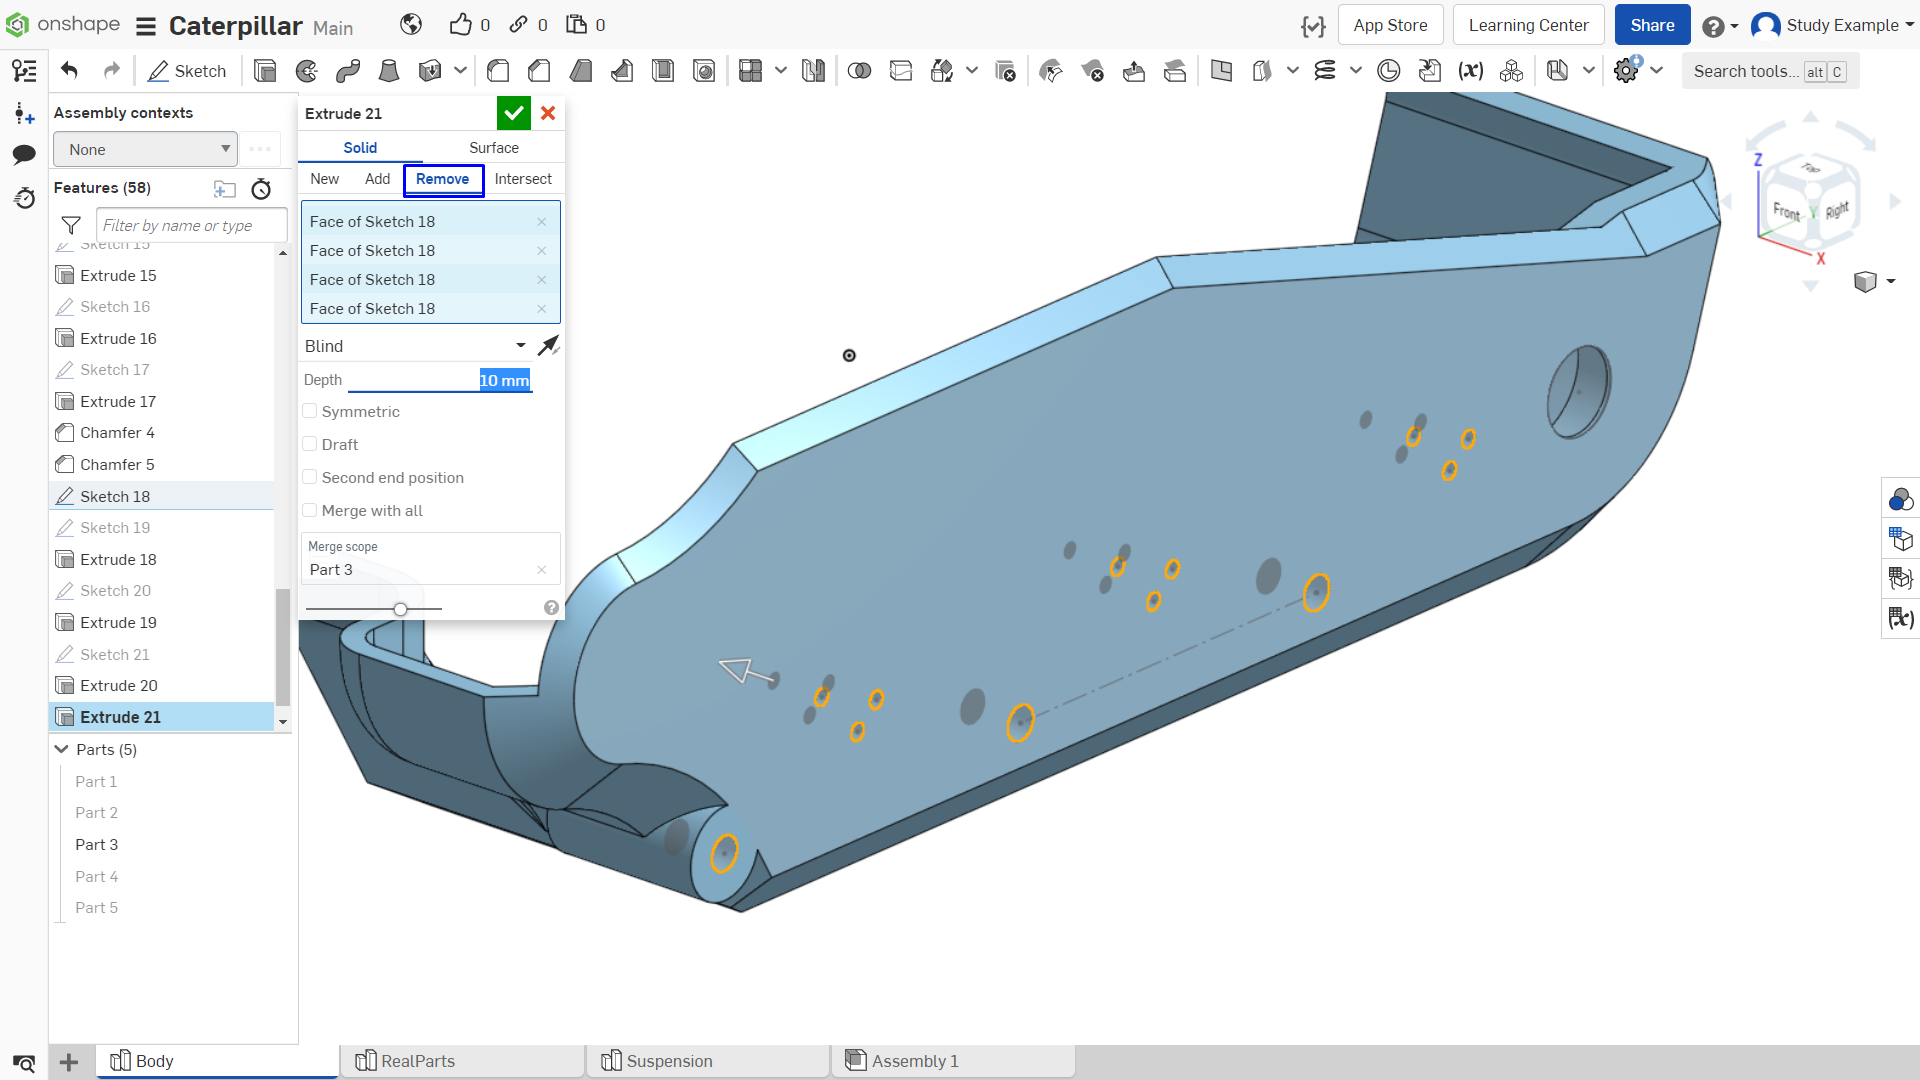 onshape
Caterpillar Main
0
0
0
App Store
Learning Center
Share
Study Example
Sketch
Search tools... alt C
Assembly contexts
None
Features (58)
Filter by name or type
Sketch 15
Extrude 15
Sketch 16
Extrude 16
Sketch 17
Extrude 17
Chamfer 4
Chamfer 5
Sketch 18
Sketch 19
Extrude 18
Sketch 20
Extrude 19
Sketch 21
Extrude 20
Extrude 21
Parts (5)
Part 1
Part 2
Part 3
Part 4
Part 5
Extrude 21
Solid
Surface
New
Add
Remove
Intersect
Face of Sketch 18
Face of Sketch 18
Face of Sketch 18
Face of Sketch 18
Blind
Depth
10 mm
Symmetric
Draft
Second end position
Merge with all
Merge scope
Part 3
Z
Top
Front
Y
Right
X
Body
RealParts
Suspension
Assembly 1